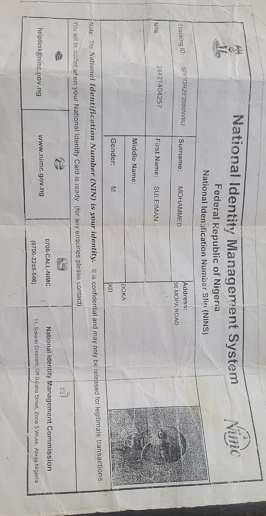 National Identity Management System
Federal Republic of Nigeria
National Identification Number Slip (NINS)
Nimc
Tracking ID:
Surname: MOHAMMED
Address:
ROAD
NIN:
First Name: SULEIMAN
Middle Name:
DOKA
Gender: M
KD
Note: The National Identification Number (NIN) is your identity. It is confidential and may only be released for legitimate transactions.
You will be notified when your National Identity Card is ready (for any enquiries please contact)
helpdesk@nimc.gov.ng
www.nimc.gov.ng
0700-CALL-NIMC
(0700-2255-646)
National Identity Management Commission
11, Sokode Crescent, Off Dalaba Street, Zone 5 Wuse, Abuja Nigeria